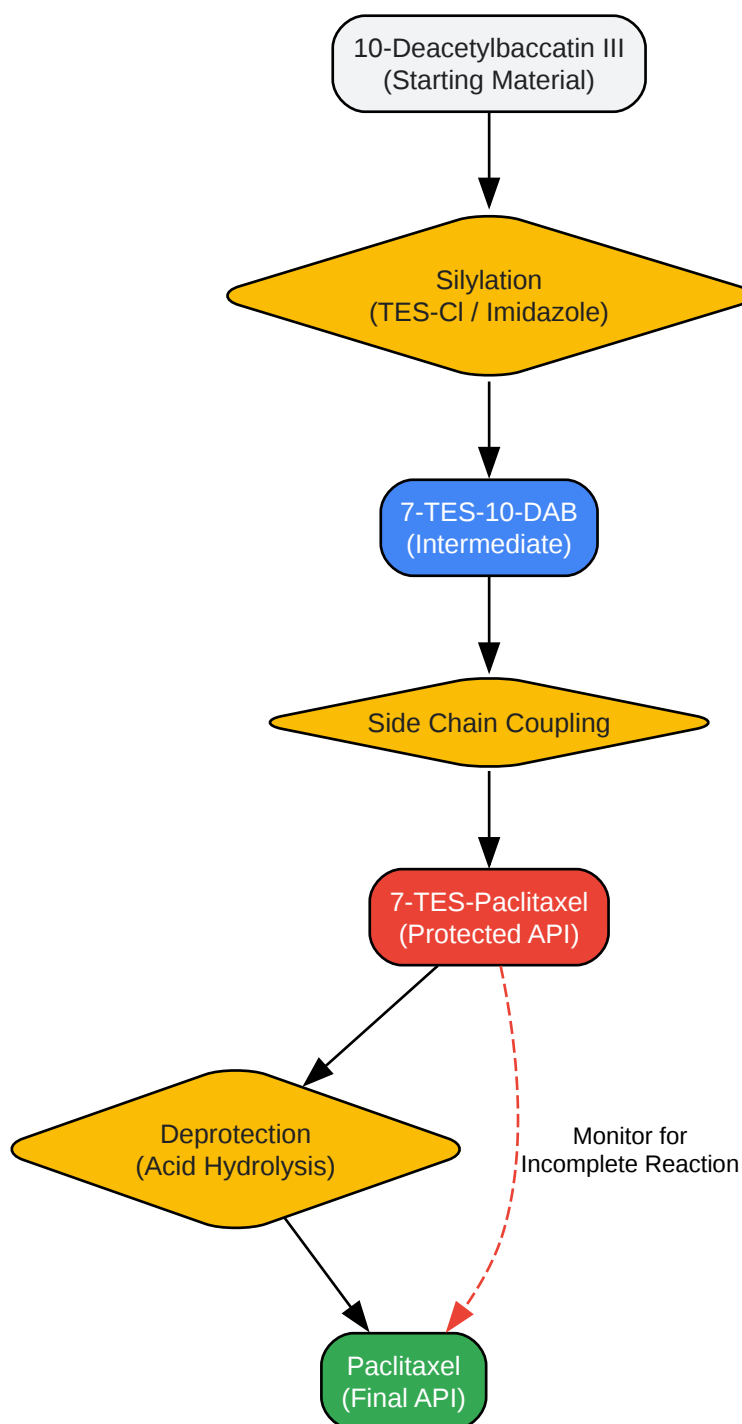 10-Deacetylbaccatin III
(Starting Material)
Silylation
(TES-Cl / Imidazole)
7-TES-10-DAB
(Intermediate)
Side Chain Coupling
7-TES-Paclitaxel
(Protected API)
Deprotection
(Acid Hydrolysis)
Monitor for
Incomplete Reaction
Paclitaxel
(Final API)